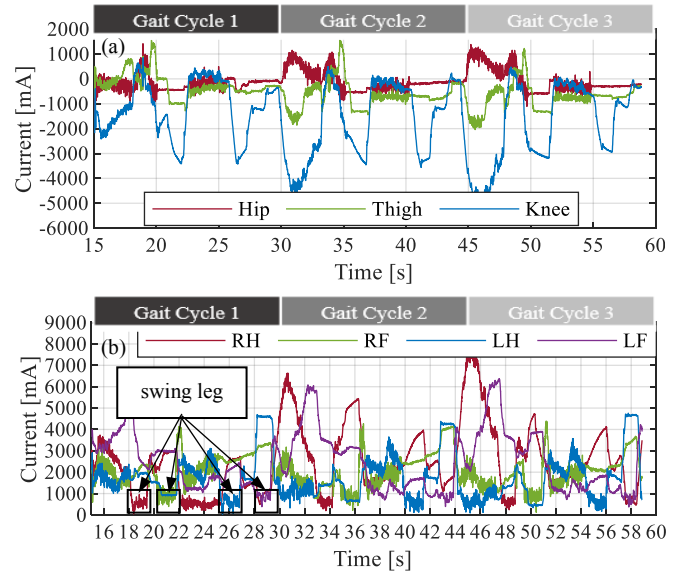 Gait Cycle 1 Gait Cycle 2 Gait Cycle 3
(a)
2000
1000
0
-1000
-2000
-3000
-4000
-5000
-6000
Current [mA]
Hip Thigh Knee
15 20 25 30 35 40 45 50 55 60
Time [s]
Gait Cycle 1 Gait Cycle 2 Gait Cycle 3
(b)
RH RF LH LF
9000
8000
7000
6000
5000
4000
3000
2000
1000
0
Current [mA]
swing leg
16 18 20 22 24 26 28 30 32 34 36 38 40 42 44 46 48 50 52 54 56 58 60
Time [s]